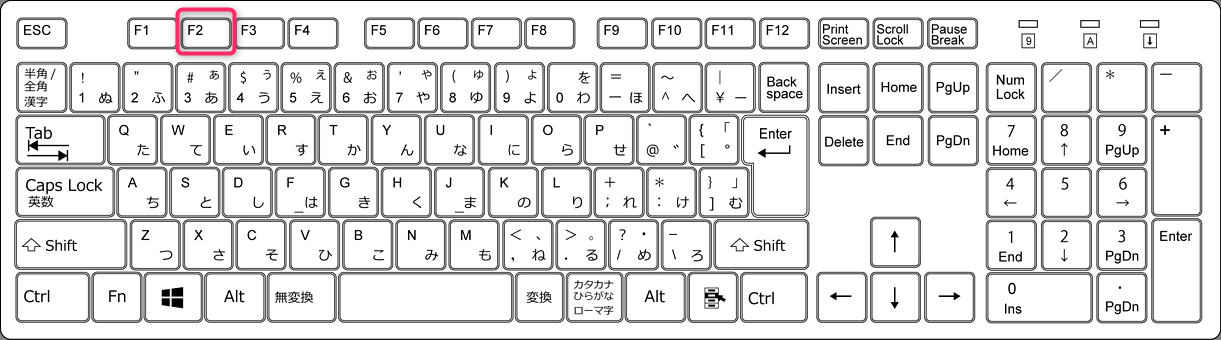 ESC F1 F2 F3 F4 F5 F6 F7 F8 F9 F10 F11 F12 Print Screen Scroll Lock Pause Break 9 A ↓
半角/全角 漢字 ! 1 ぬ " 2 ふ # ぁ 3 あ $ ぅ 4 う % ぇ 5 え & ぉ 6 お ' ゃ 7 や ( ゅ 8 ゆ ) ょ 9 よ を 0 わ = - ほ ~ ^ へ | ¥ ー Back space Insert Home PgUp Num Lock / * -
Tab Q た W て E い R す T か Y ん U な I に O ら P せ ` @ ゛ { 「 [ ゜ Enter Delete End PgDn 7 Home 8 ↑ 9 PgUp +
Caps Lock 英数 A ち S と D し F _は G き H く J _ま K の L り + ; れ * : け } 」 ] む 4 ← 5 6 →
Shift Z つ X さ C そ V ひ B こ N み M も < 、 , ね > 。 . る ? ・ / め _ \ ろ Shift ↑ 1 End 2 ↓ 3 PgDn Enter
Ctrl Fn Alt 無変換 変換 カタカナ ひらがな ローマ字 Alt Ctrl ← ↓ → 0 Ins . PgDn